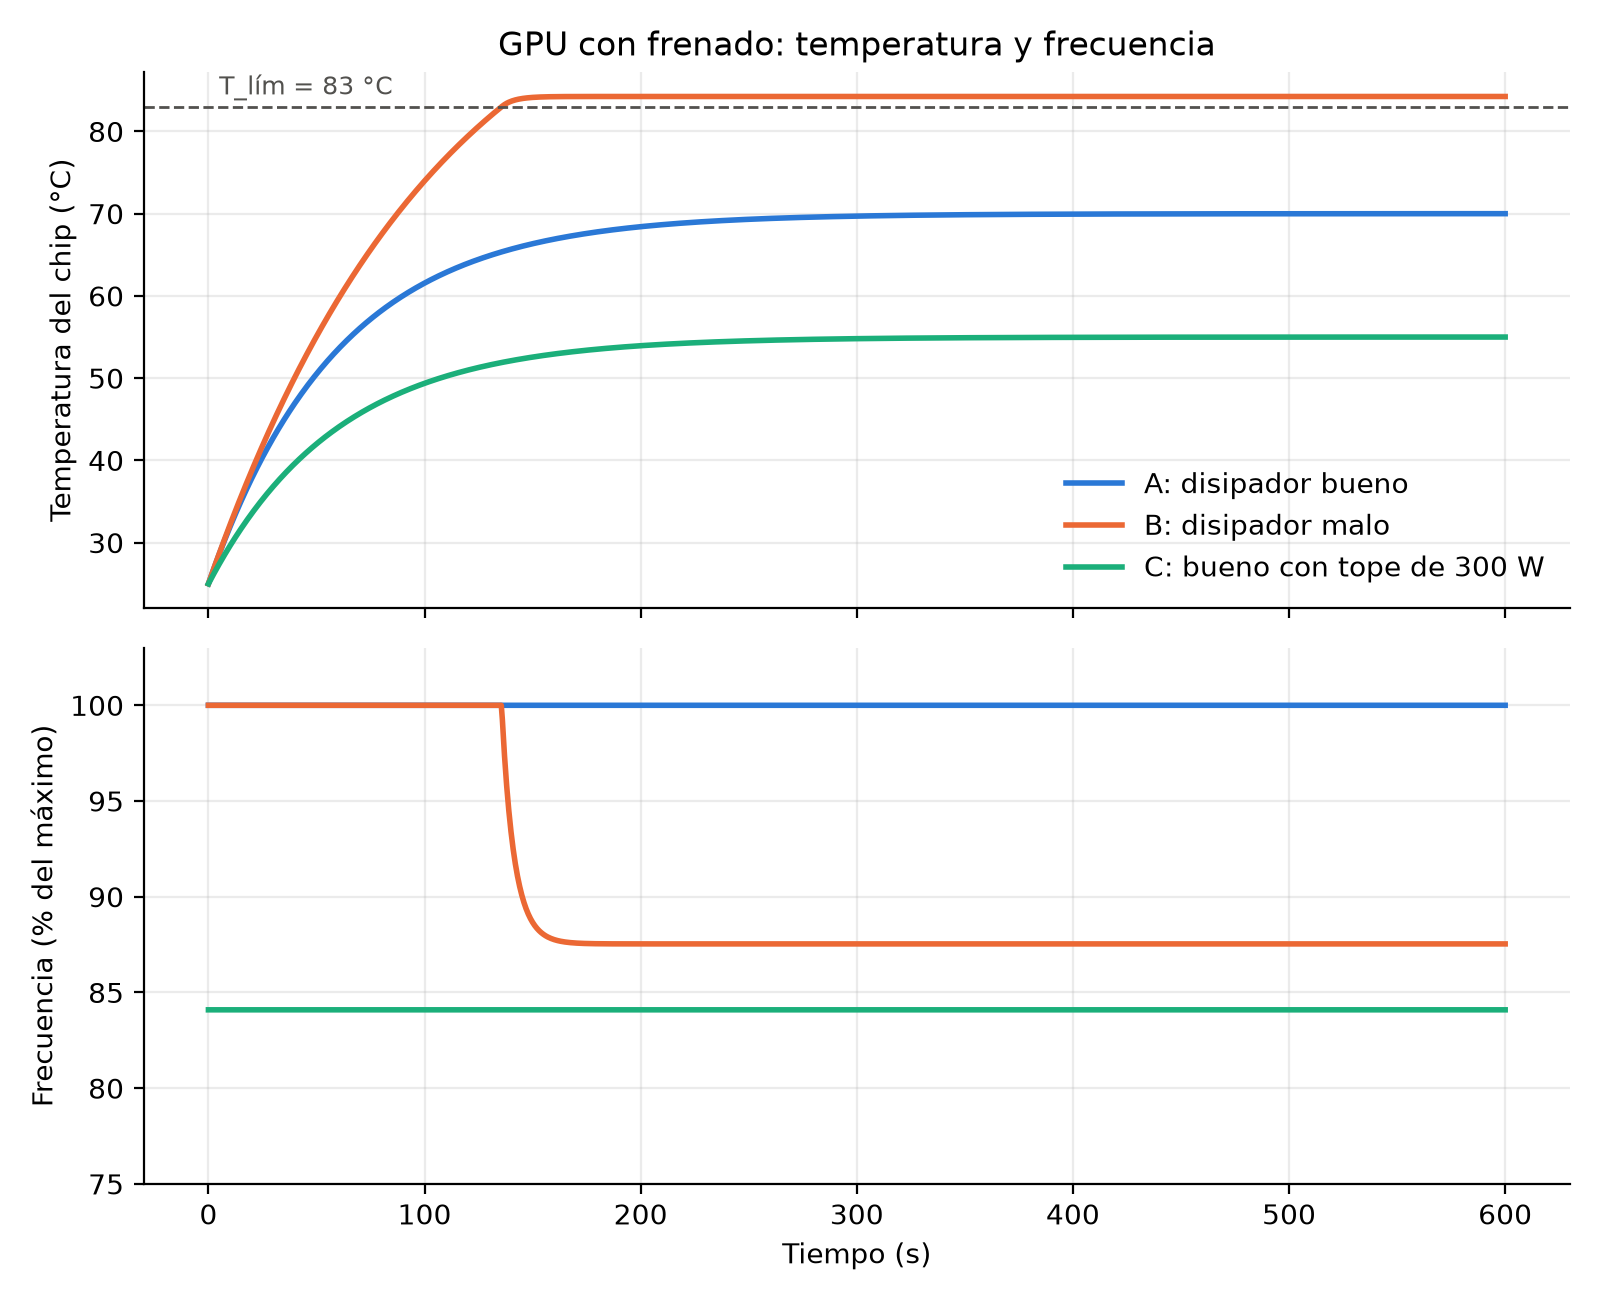 GPU con frenado: temperatura y frecuencia
T_lím = 83 °C
Temperatura del chip (°C)
80
70
60
50
40
30
A: disipador bueno
B: disipador malo
C: bueno con tope de 300 W
Frecuencia (% del máximo)
100
95
90
85
80
75
0 100 200 300 400 500 600
Tiempo (s)